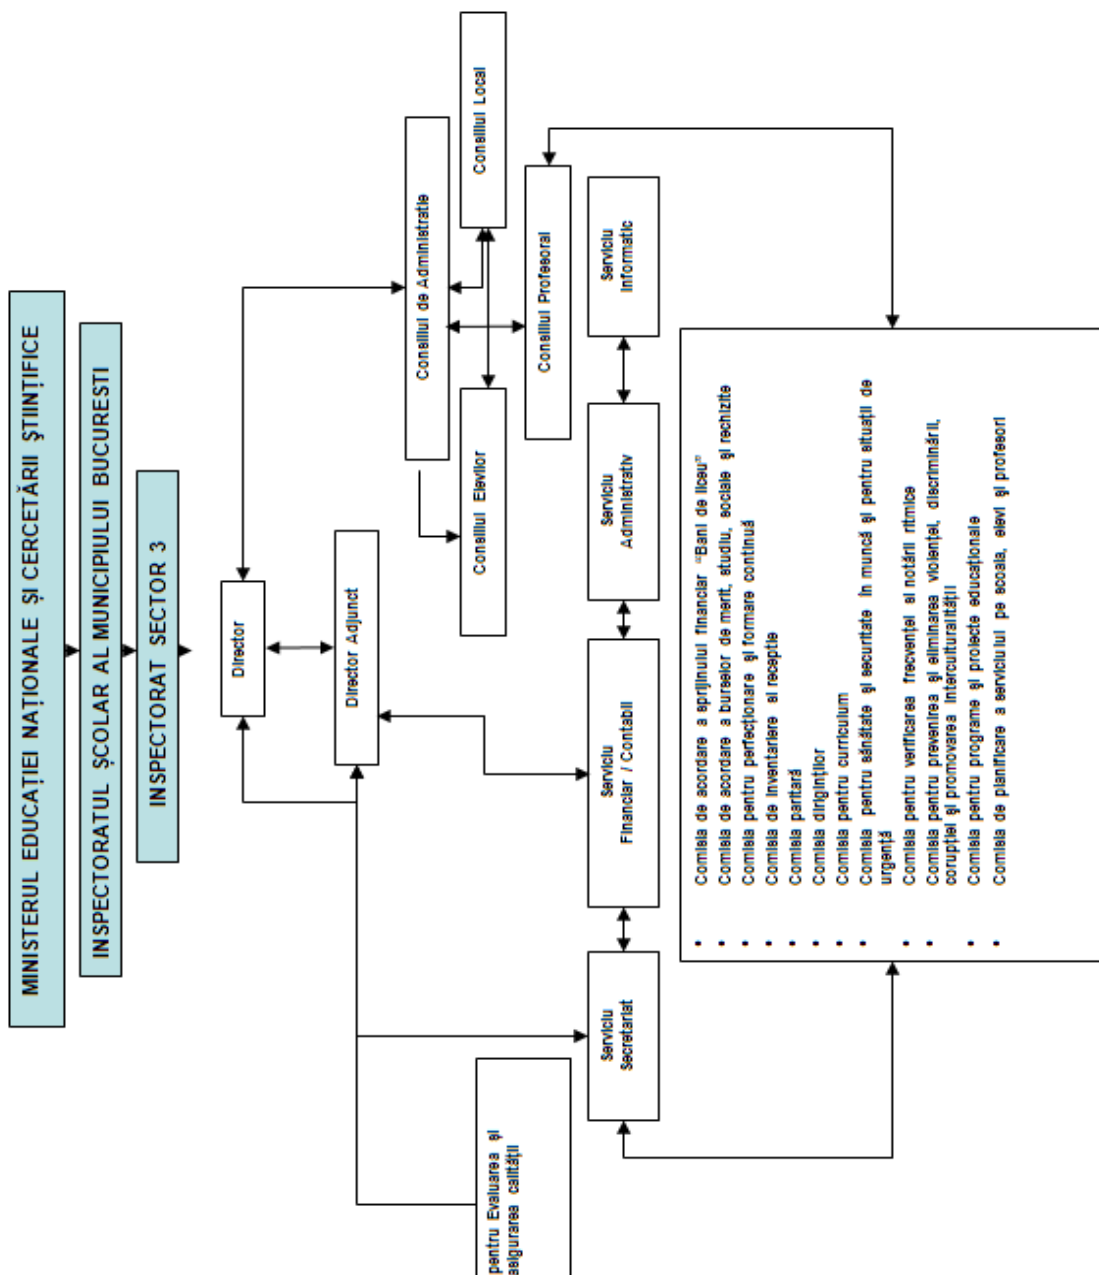 MINISTERUL EDUCAȚIEI NAȚIONALE ȘI CERCETĂRII ȘTIINȚIFICE
INSPECTORATUL ȘCOLAR AL MUNICIPIULUI BUCURESTI
INSPECTORAT SECTOR 3
Director
Director Adjunct
Consiliul de Administratie
Consiliul Local
Consiliul Elevilor
Consiliul Profesoral
pentru Evaluarea și
asigurarea calității
Serviciu
Secretariat
Serviciu
Financiar / Contabil
Serviciu
Administrativ
Serviciu
Informatic
• Comisia de acordare a sprijinului financiar “Bani de liceu”
• Comisia de acordare a burselor de merit, studiu, sociale și rechizite
• Comisia pentru perfecționare și formare continuă
• Comisia de inventariere si receptie
• Comisia paritară
• Comisia diriginților
• Comisia pentru curriculum
• Comisia pentru sănătate și securitate în muncă și pentru situații de
urgență
• Comisia pentru verificarea frecvenței si notării ritmice
• Comisia pentru prevenirea și eliminarea violenței, discriminării,
corupției și promovarea interculturalității
• Comisia pentru programe și proiecte educaționale
• Comisia de planificare a serviciului pe scoala, elevi și profesori